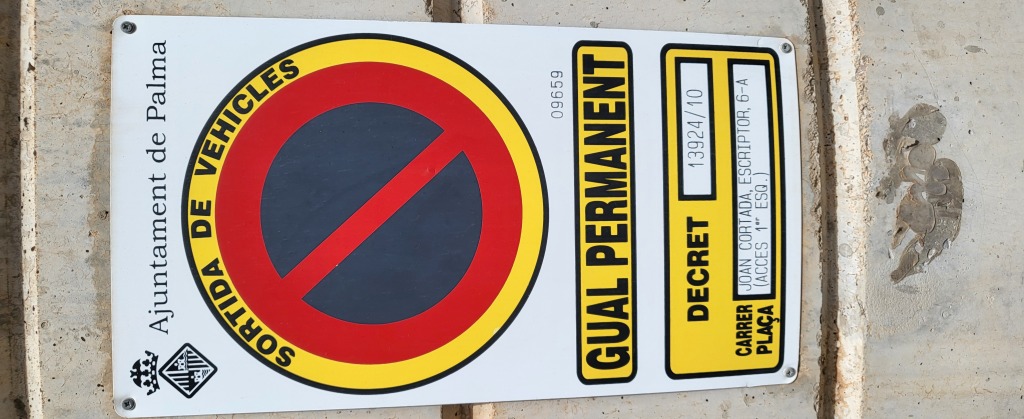 Ajuntament de Palma
SORTIDA DE VEHICLES
09659
GUAL PERMANENT
DECRET 13924/10
CARRER
PLAÇA
JOAN CORTADA, ESCRIPTOR, 6-A
(ACCES 1er ESQ.)